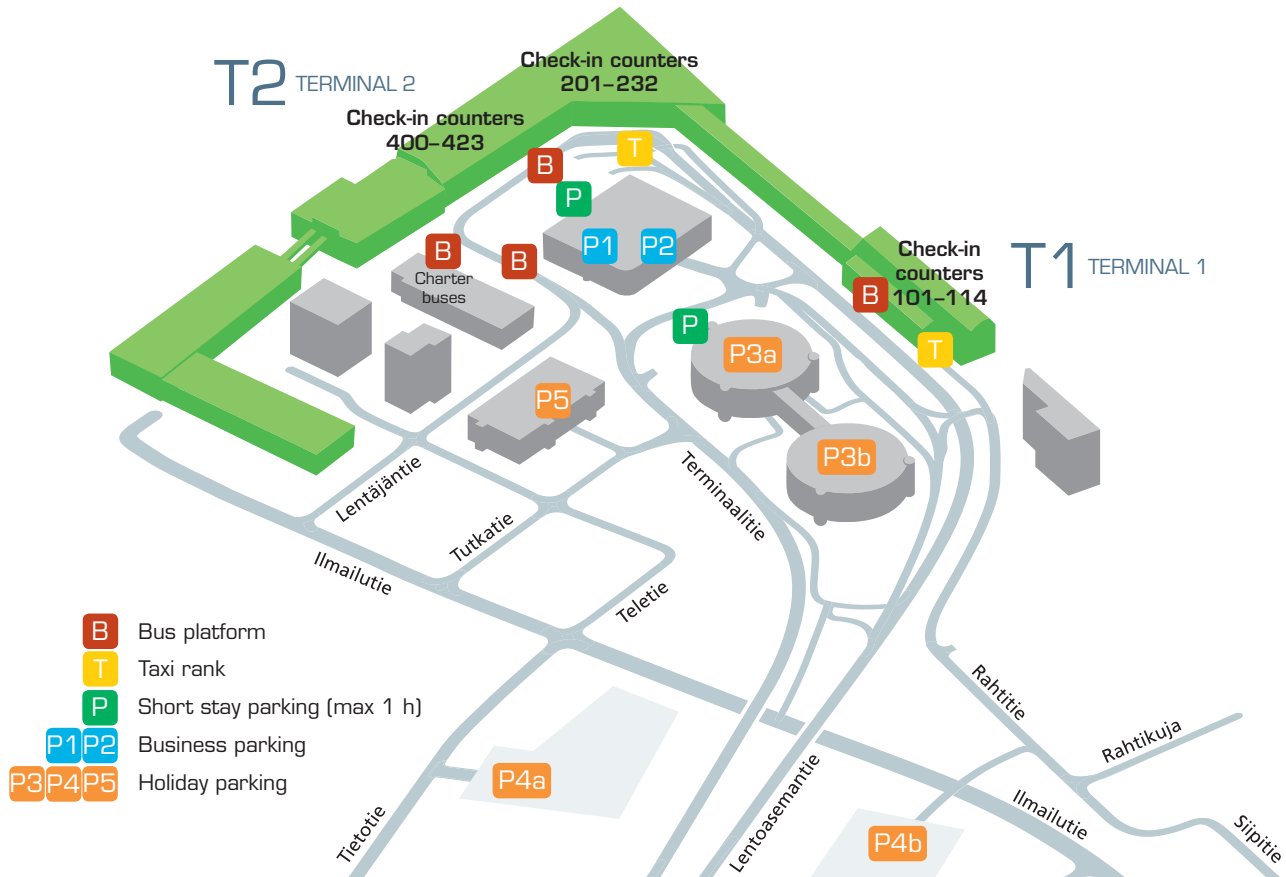 T2 TERMINAL 2
Check-in counters
201–232
Check-in counters
400–423
T
B
P
P1 P2
B
B
Charter
buses
Check-in
counters
101–114
T1 TERMINAL 1
B
T
P
P3a
P5
P3b
Lentäjäntie
Terminaalitie
Tutkatie
Ilmailutie
Teletie
B Bus platform
T Taxi rank
P Short stay parking (max 1 h)
P1 P2 Business parking
P3 P4 P5 Holiday parking
Rahtitie
Rahtikuja
P4a
Lentoasemantie
Ilmailutie
Tietotie
P4b
Siipitie